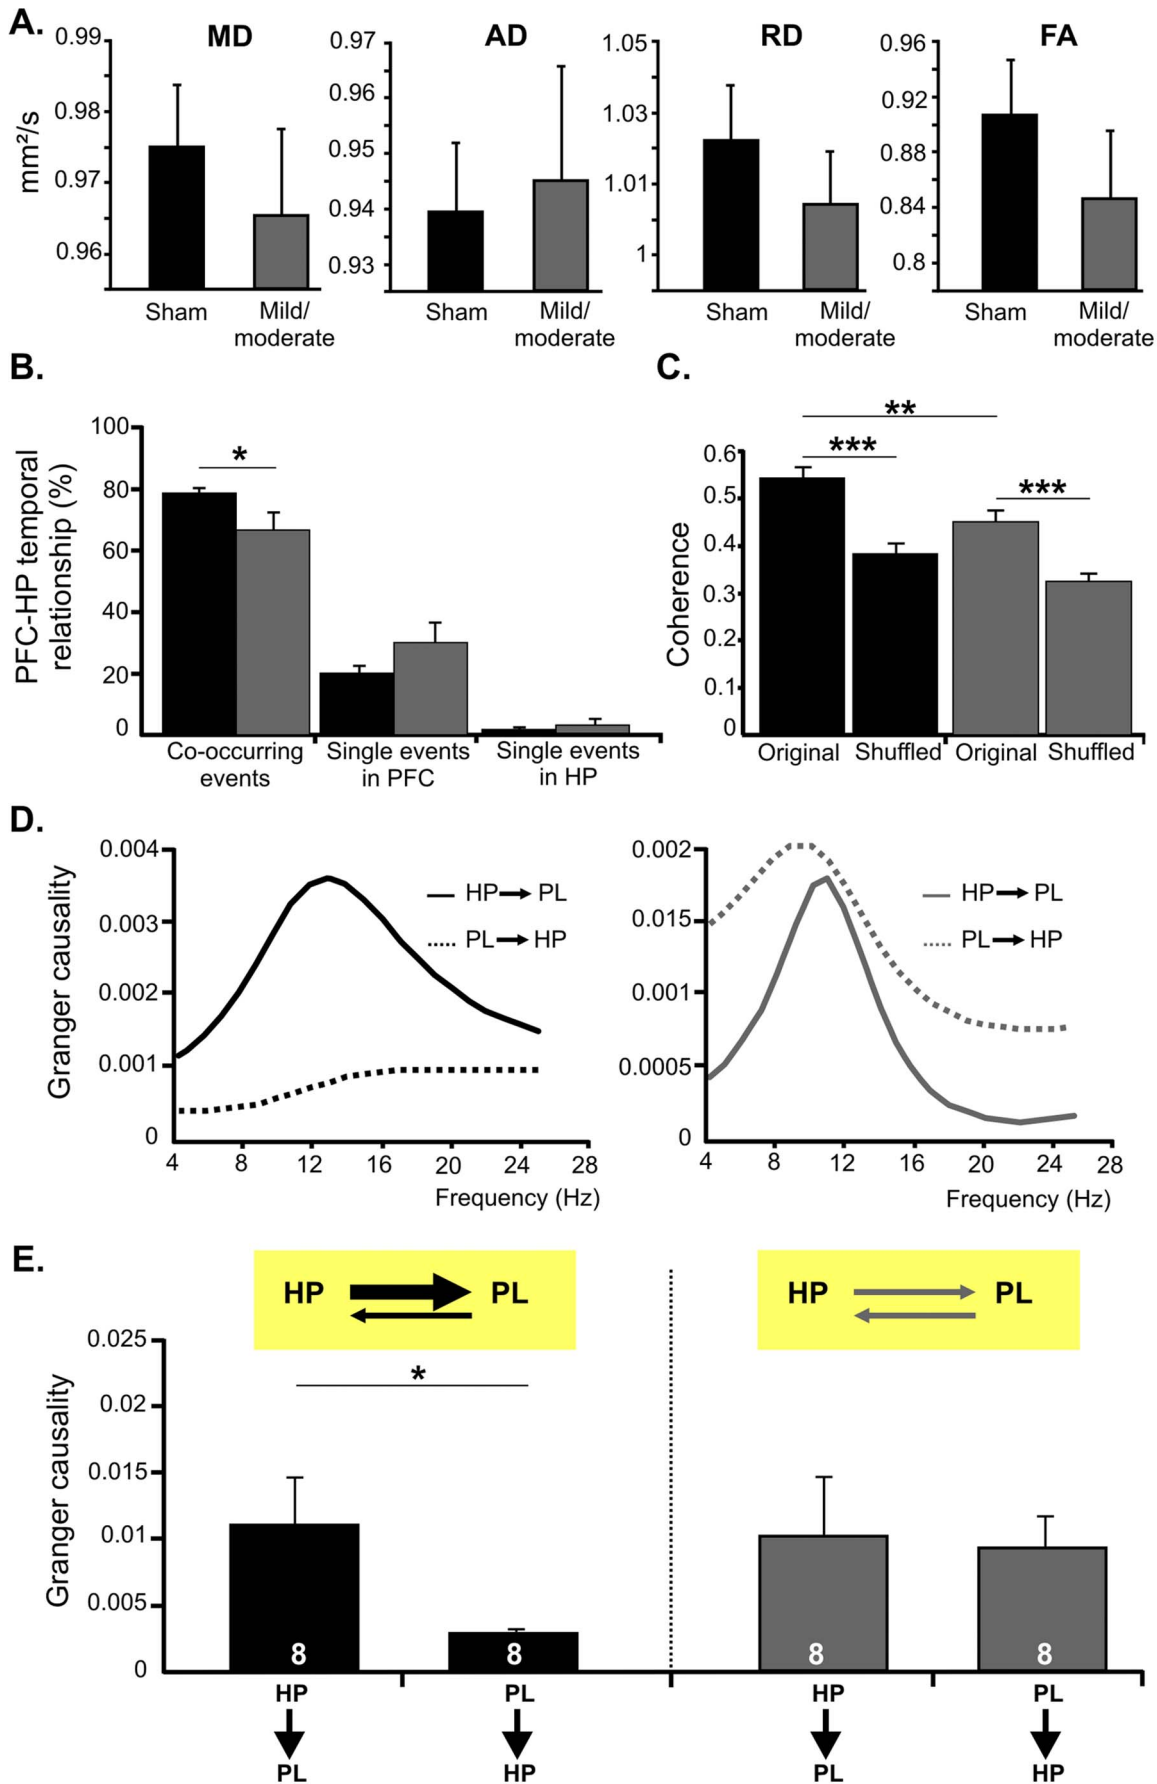 A.
MD
AD
RD
FA
mm²/s
0.99
0.98
0.97
0.96
0.97
0.96
0.95
0.94
0.93
1.05
1.03
1.01
1
0.96
0.92
0.88
0.84
0.8
Sham
Mild/
moderate
Sham
Mild/
moderate
Sham
Mild/
moderate
Sham
Mild/
moderate
B.
PFC-HP temporal
relationship (%)
100
80
60
40
20
0
*
Co-occurring
events
Single events
in PFC
Single events
in HP
C.
Coherence
0.6
0.5
0.4
0.3
0.2
0.1
0
**
***
***
Original
Shuffled
Original
Shuffled
D.
Granger causality
0.004
0.003
0.002
0.001
0
HP PL
PL HP
4 8 12 16 20 24 28
Frequency (Hz)
0.002
0.015
0.001
0.0005
0
HP PL
PL HP
4 8 12 16 20 24 28
Frequency (Hz)
E.
HP PL
HP PL
Granger causality
0.025
0.02
0.015
0.01
0.005
0
*
8
8
8
8
HP
PL
PL
HP
HP
PL
PL
HP